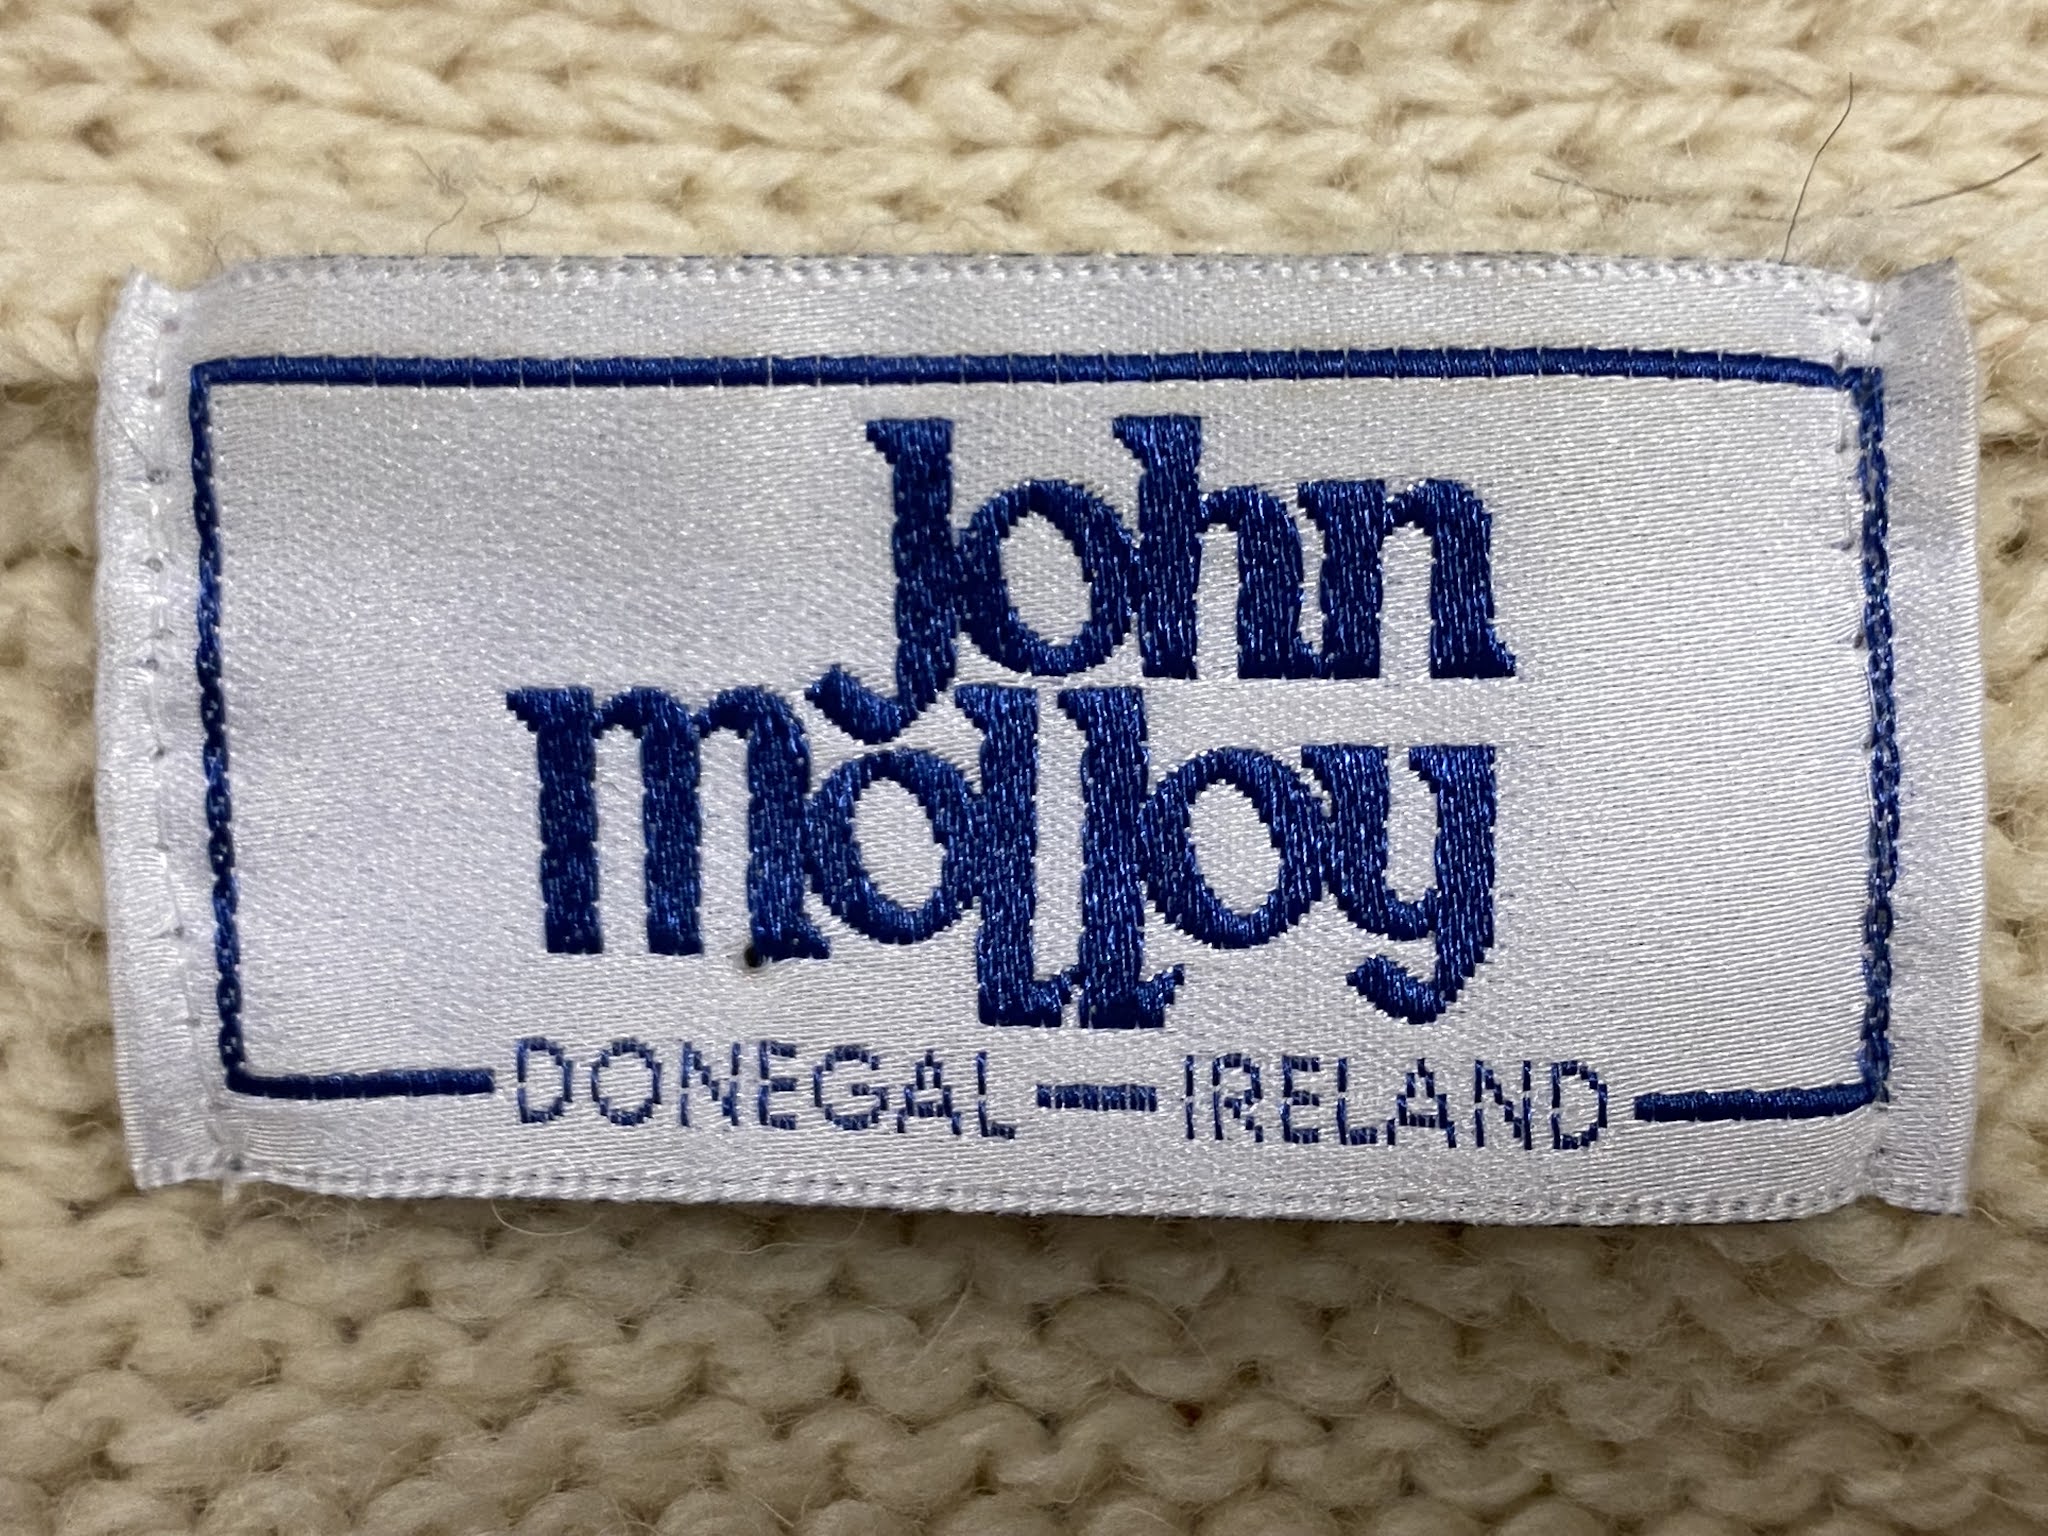 John
molloy
DONEGAL — IRELAND